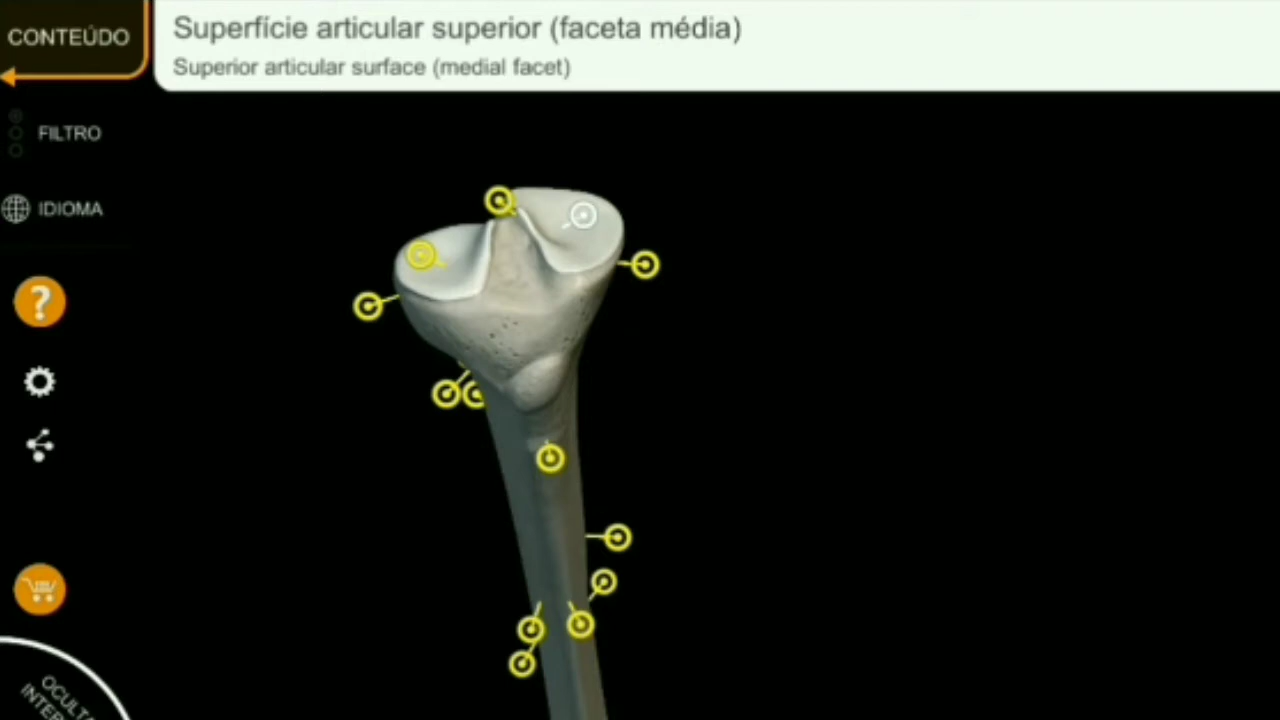 CONTEÚDO
Superfície articular superior (faceta média)
Superior articular surface (medial facet)
FILTRO
IDIOMA
?